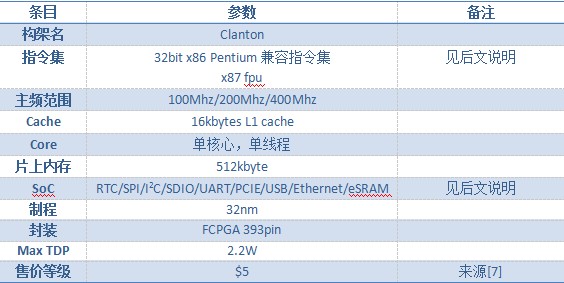 条目 参数 备注
构架名 Clanton
指令集 32bit x86 Pentium 兼容指令集 见后文说明
x87 fpu
主频范围 100Mhz/200Mhz/400Mhz
Cache 16kbytes L1 cache
Core 单核心，单线程
片上内存 512kbyte
SoC RTC/SPI/I²C/SDIO/UART/PCIE/USB/Ethernet/eSRAM 见后文说明
制程 32nm
封装 FCPGA 393pin
Max TDP 2.2W
售价等级 $5 来源[7]